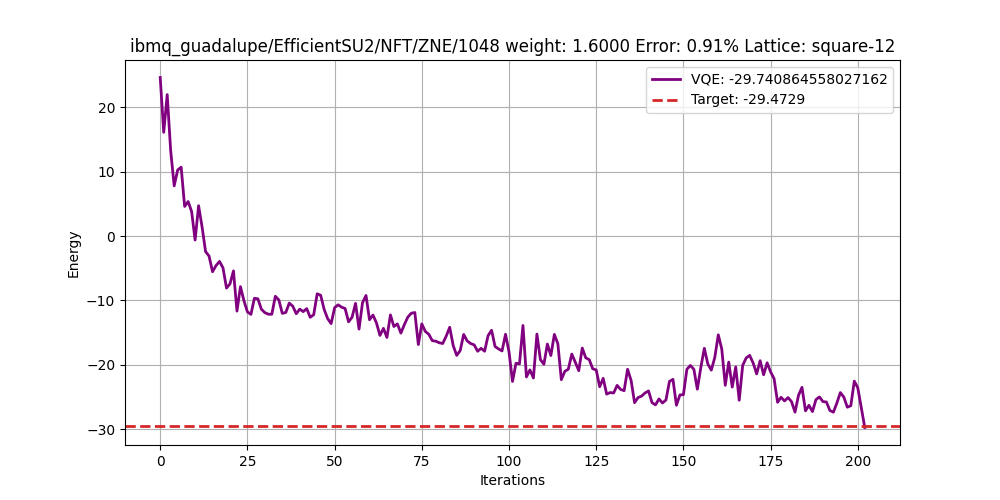 ibmq_guadalupe/EfficientSU2/NFT/ZNE/1048 weight: 1.6000 Error: 0.91% Lattice: square-12
VQE: -29.740864558027162
Target: -29.4729
Energy
20
10
0
−10
−20
−30
0 25 50 75 100 125 150 175 200
Iterations